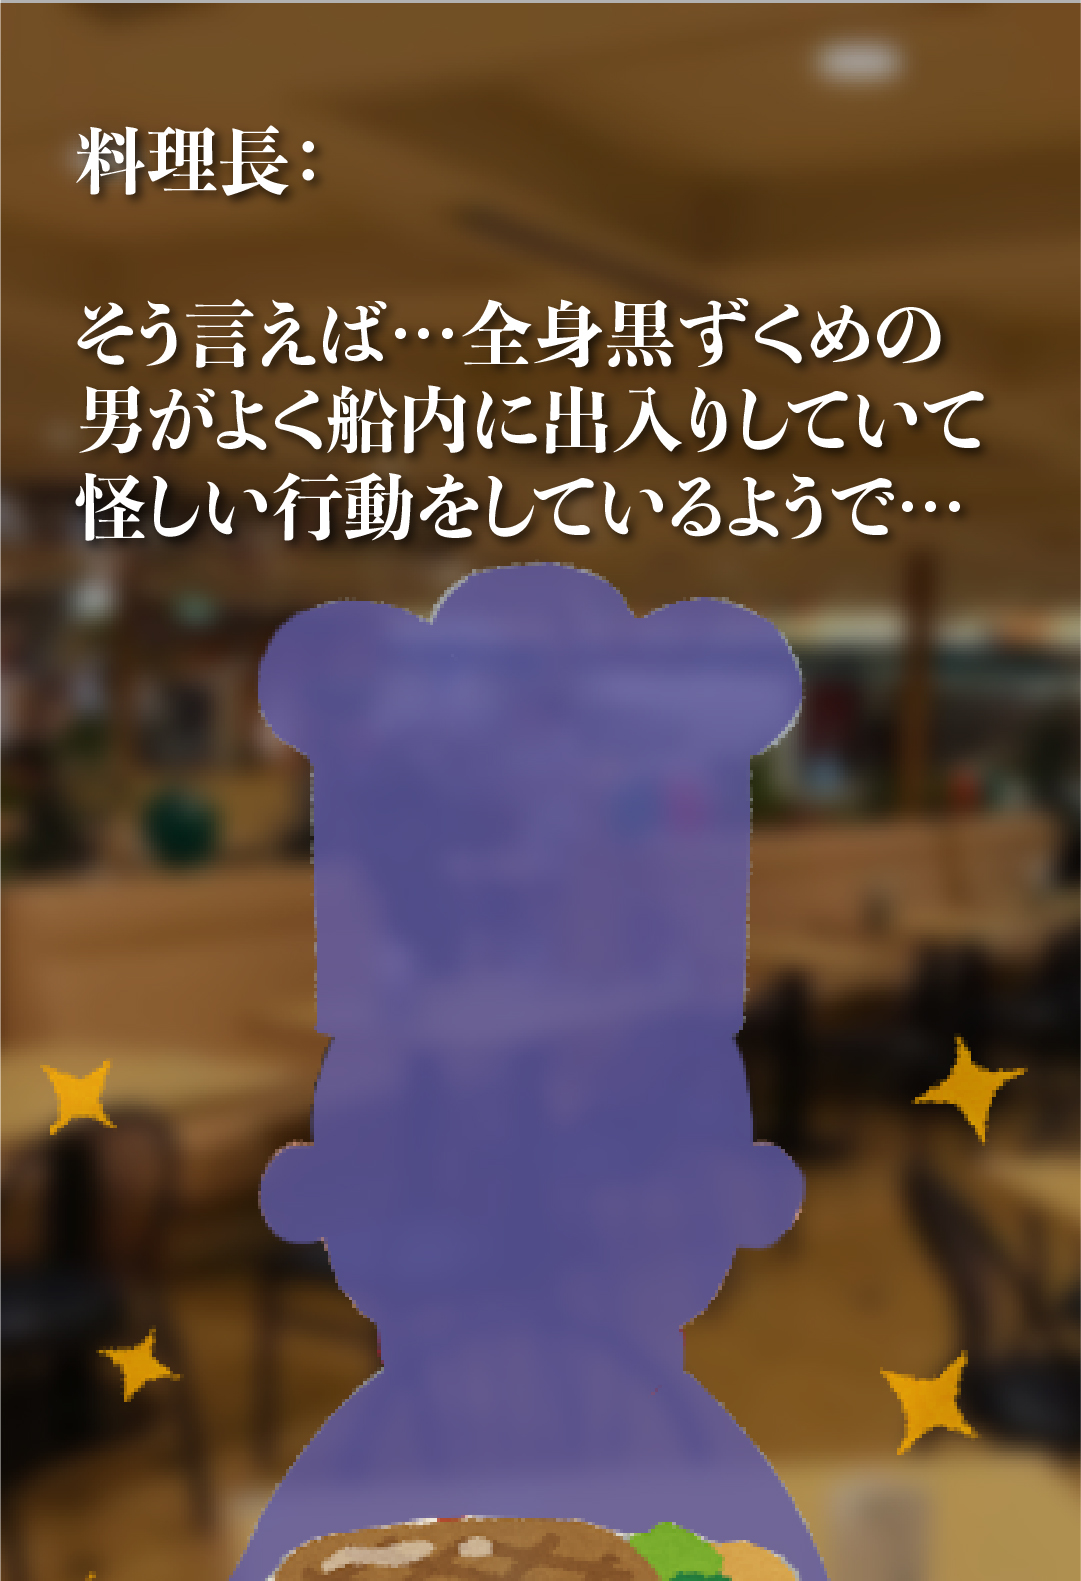 料理長：
そう言えば…全身黒ずくめの
男がよく船内に出入りしていて
怪しい行動をしているようで…